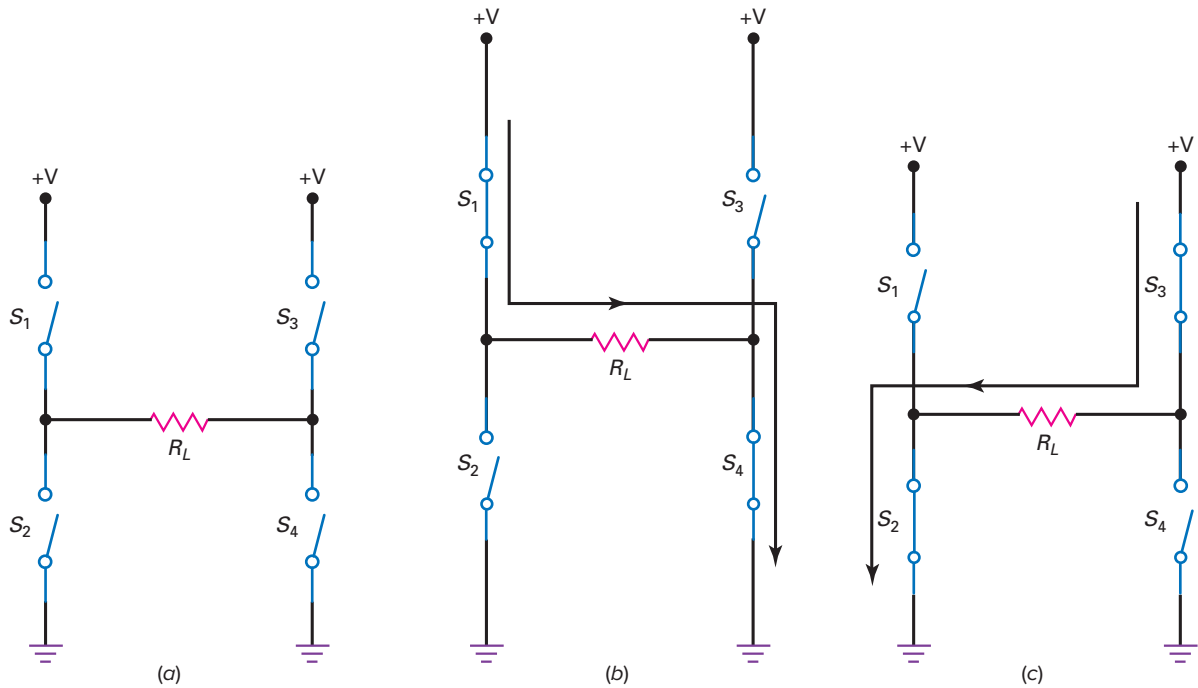 +V +V
S1 S3
RL
S2 S4
(a)
+V +V
S1 S3
RL
S2 S4
(b)
+V +V
S1 S3
RL
S2 S4
(c)